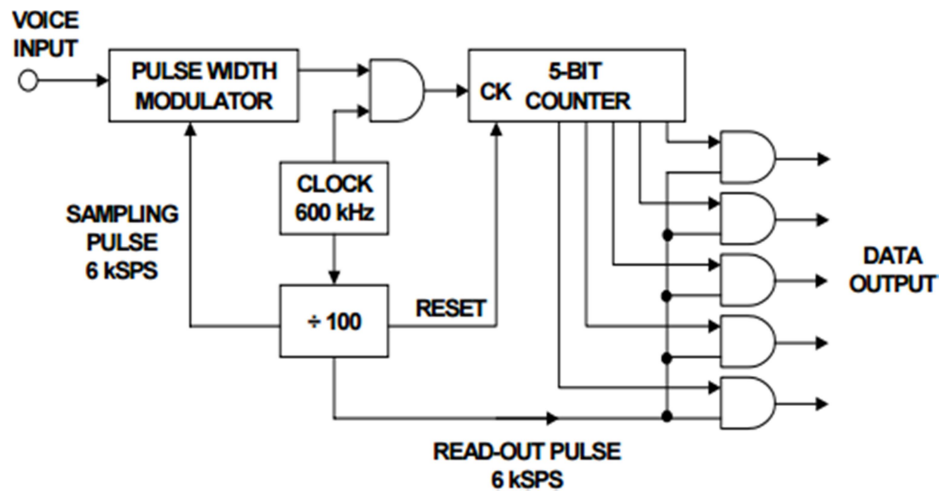 VOICE
INPUT
PULSE WIDTH
MODULATOR
5-BIT
CK COUNTER
CLOCK
600 kHz
SAMPLING
PULSE
6 kSPS
DATA
OUTPUT
÷ 100
RESET
READ-OUT PULSE
6 kSPS